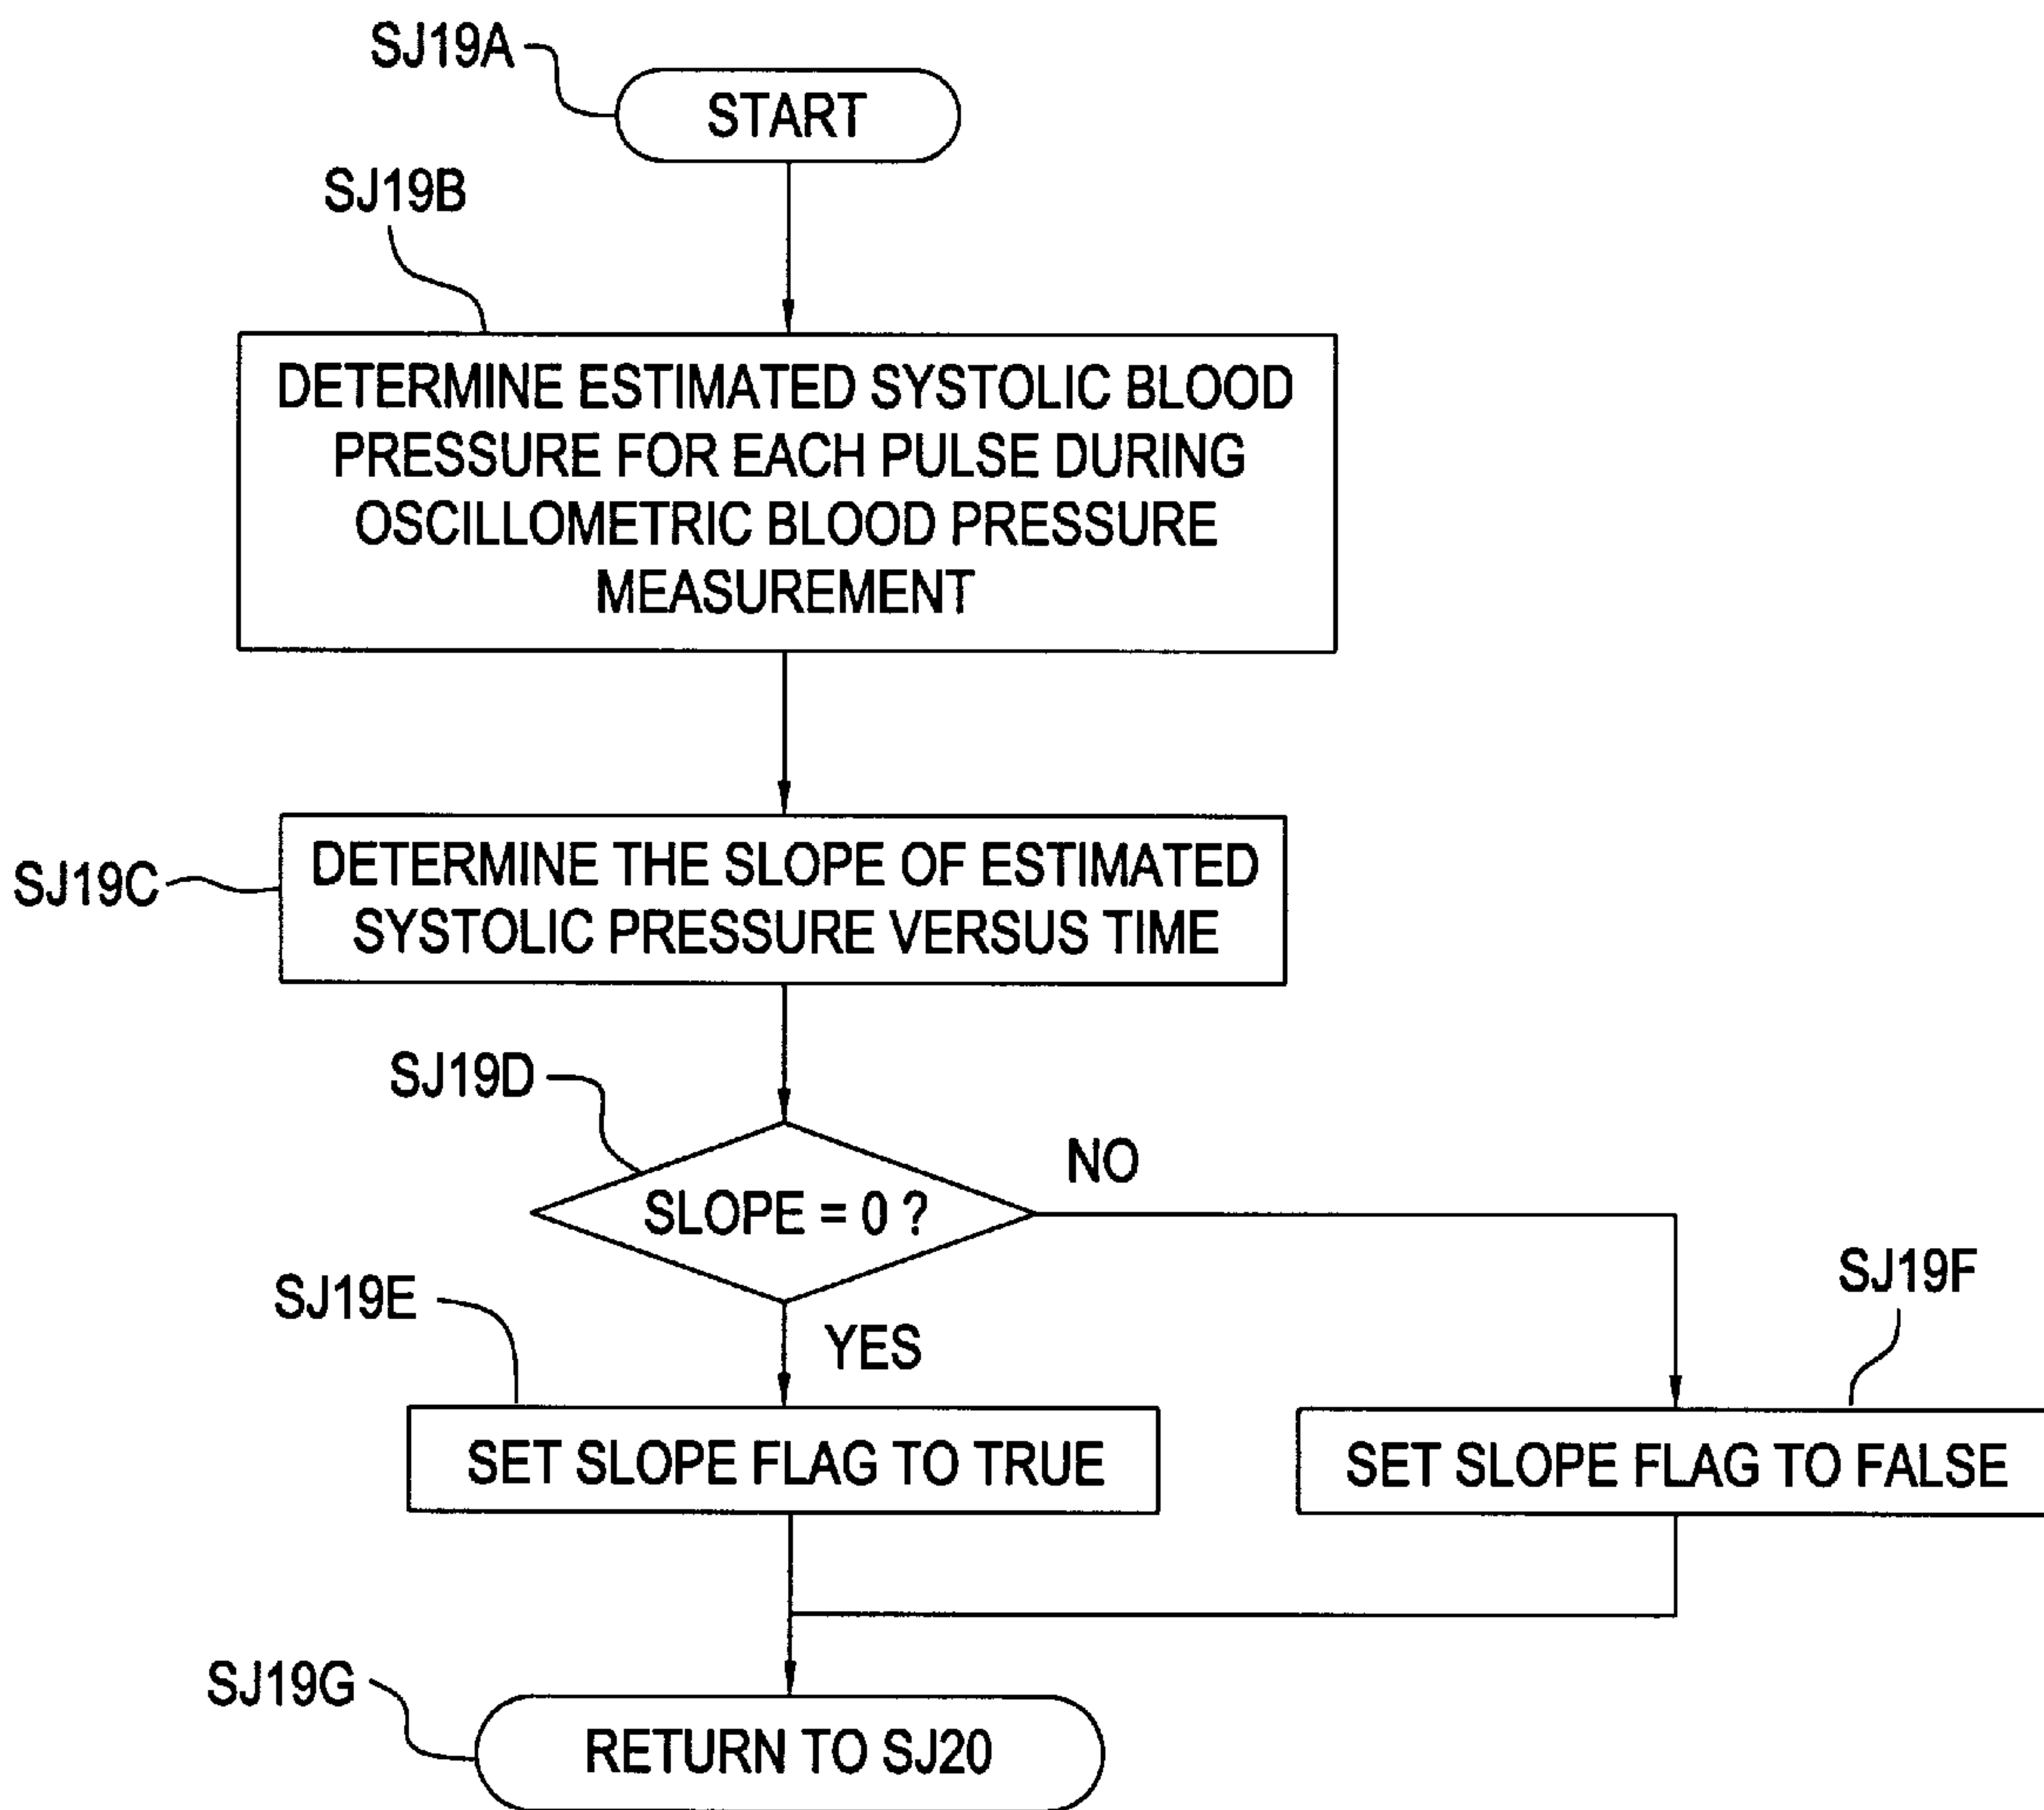 SJ19A
START
SJ19B
DETERMINE ESTIMATED SYSTOLIC BLOOD
PRESSURE FOR EACH PULSE DURING
OSCILLOMETRIC BLOOD PRESSURE
MEASUREMENT
SJ19C
DETERMINE THE SLOPE OF ESTIMATED
SYSTOLIC PRESSURE VERSUS TIME
SJ19D
SLOPE = 0 ?
NO
SJ19E
YES
SJ19F
SET SLOPE FLAG TO TRUE
SET SLOPE FLAG TO FALSE
SJ19G
RETURN TO SJ20